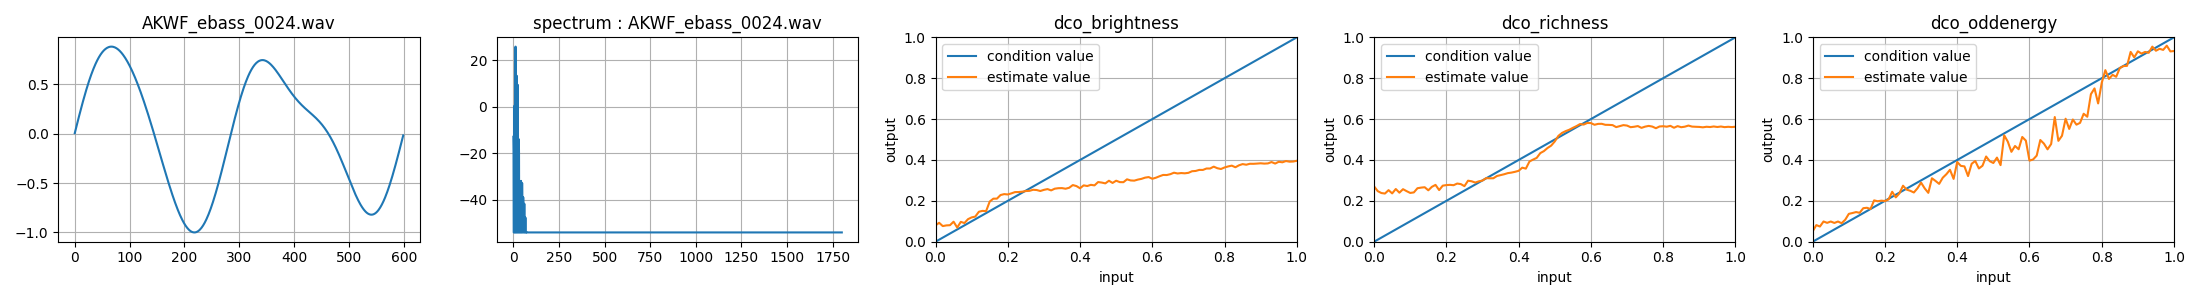 AKWF_ebass_0024.wav
0.5
0.0
−0.5
−1.0
0 100 200 300 400 500 600
spectrum : AKWF_ebass_0024.wav
20
0
−20
−40
0 250 500 750 1000 1250 1500 1750
dco_brightness
condition value
estimate value
output
1.0
0.8
0.6
0.4
0.2
0.0
0.0 0.2 0.4 0.6 0.8 1.0
input
dco_richness
condition value
estimate value
output
1.0
0.8
0.6
0.4
0.2
0.0
0.0 0.2 0.4 0.6 0.8 1.0
input
dco_oddenergy
condition value
estimate value
output
1.0
0.8
0.6
0.4
0.2
0.0
0.0 0.2 0.4 0.6 0.8 1.0
input